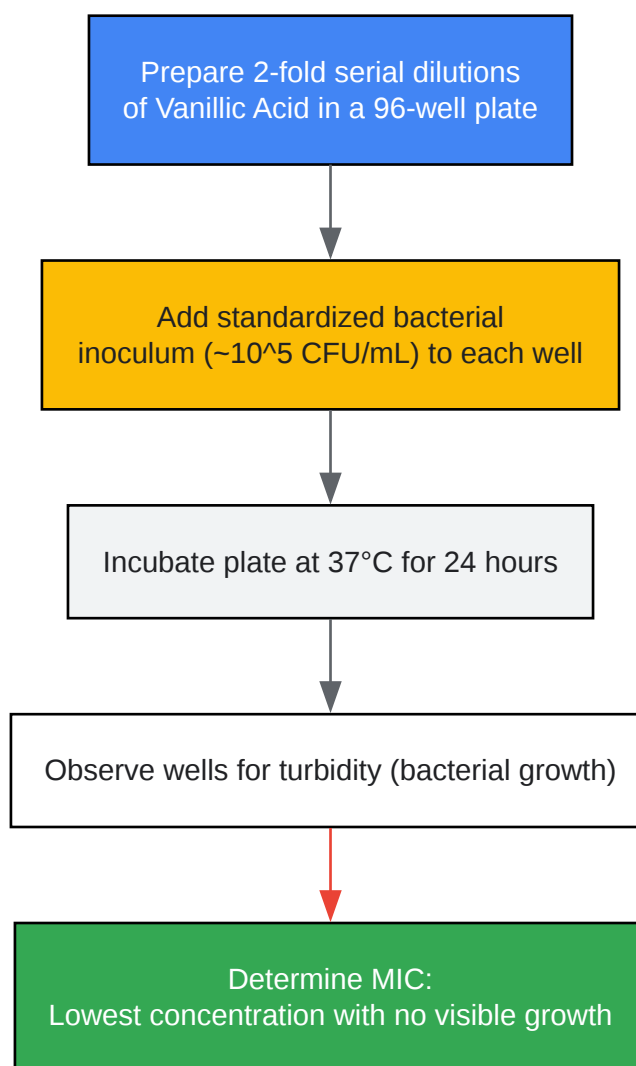 Prepare 2-fold serial dilutions
of Vanillic Acid in a 96-well plate
Add standardized bacterial
inoculum (~10^5 CFU/mL) to each well
Incubate plate at 37°C for 24 hours
Observe wells for turbidity (bacterial growth)
Determine MIC:
Lowest concentration with no visible growth